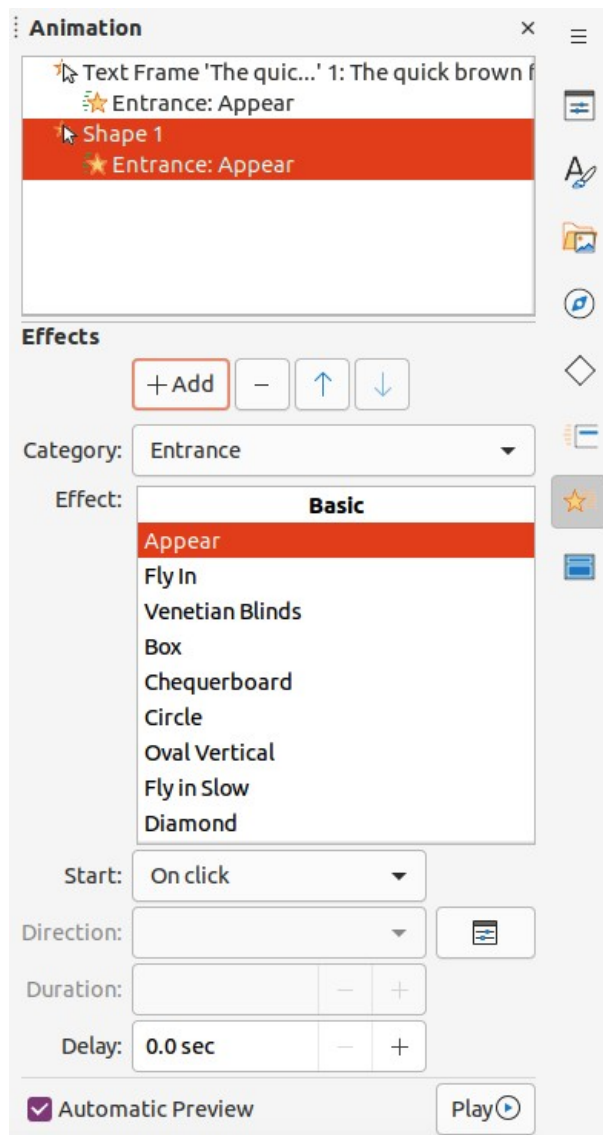 Animation
Text Frame 'The quic...' 1: The quick brown f
Entrance: Appear
Shape 1
Entrance: Appear
Effects
+ Add
Category: Entrance
Effect: Basic
Appear
Fly In
Venetian Blinds
Box
Chequerboard
Circle
Oval Vertical
Fly in Slow
Diamond
Start: On click
Direction:
Duration:
Delay: 0.0 sec
Automatic Preview Play